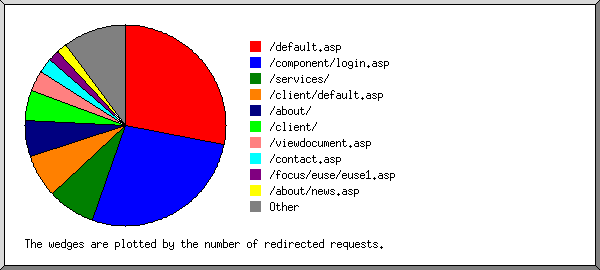 /default.asp
/component/login.asp
/services/
/client/default.asp
/about/
/client/
/viewdocument.asp
/contact.asp
/focus/euse/euse1.asp
/about/news.asp
Other
The wedges are plotted by the number of redirected requests.